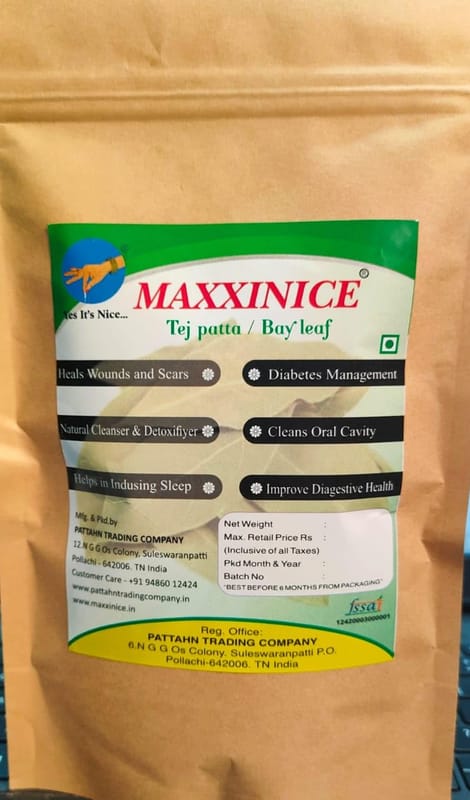 ®
Yes It's Nice...
MAXXINICE®
Tej patta / Bay leaf
Heals Wounds and Scars
Diabetes Management
Natural Cleanser & Detoxifiyer
Cleans Oral Cavity
Helps in Indusing Sleep
Improve Diagestive Health
Mfg. & Pkd.by
PATTAHN TRADING COMPANY
12.N G G.Os Colony, Suleswaranpatti
Pollachi - 642006. TN India
Customer Care - +91 94860 12424
www.pattahntradingcompany.in
www.maxxinice.in
Net Weight :
Max. Retail Price Rs :
(Inclusive of all Taxes)
Pkd Month & Year :
Batch No :
"BEST BEFORE 6 MONTHS FROM PACKAGING"
fssai
12420003000001
Reg. Office:
PATTAHN TRADING COMPANY
6.N G G Os Colony. Suleswaranpatti P.O.
Pollachi-642006. TN India